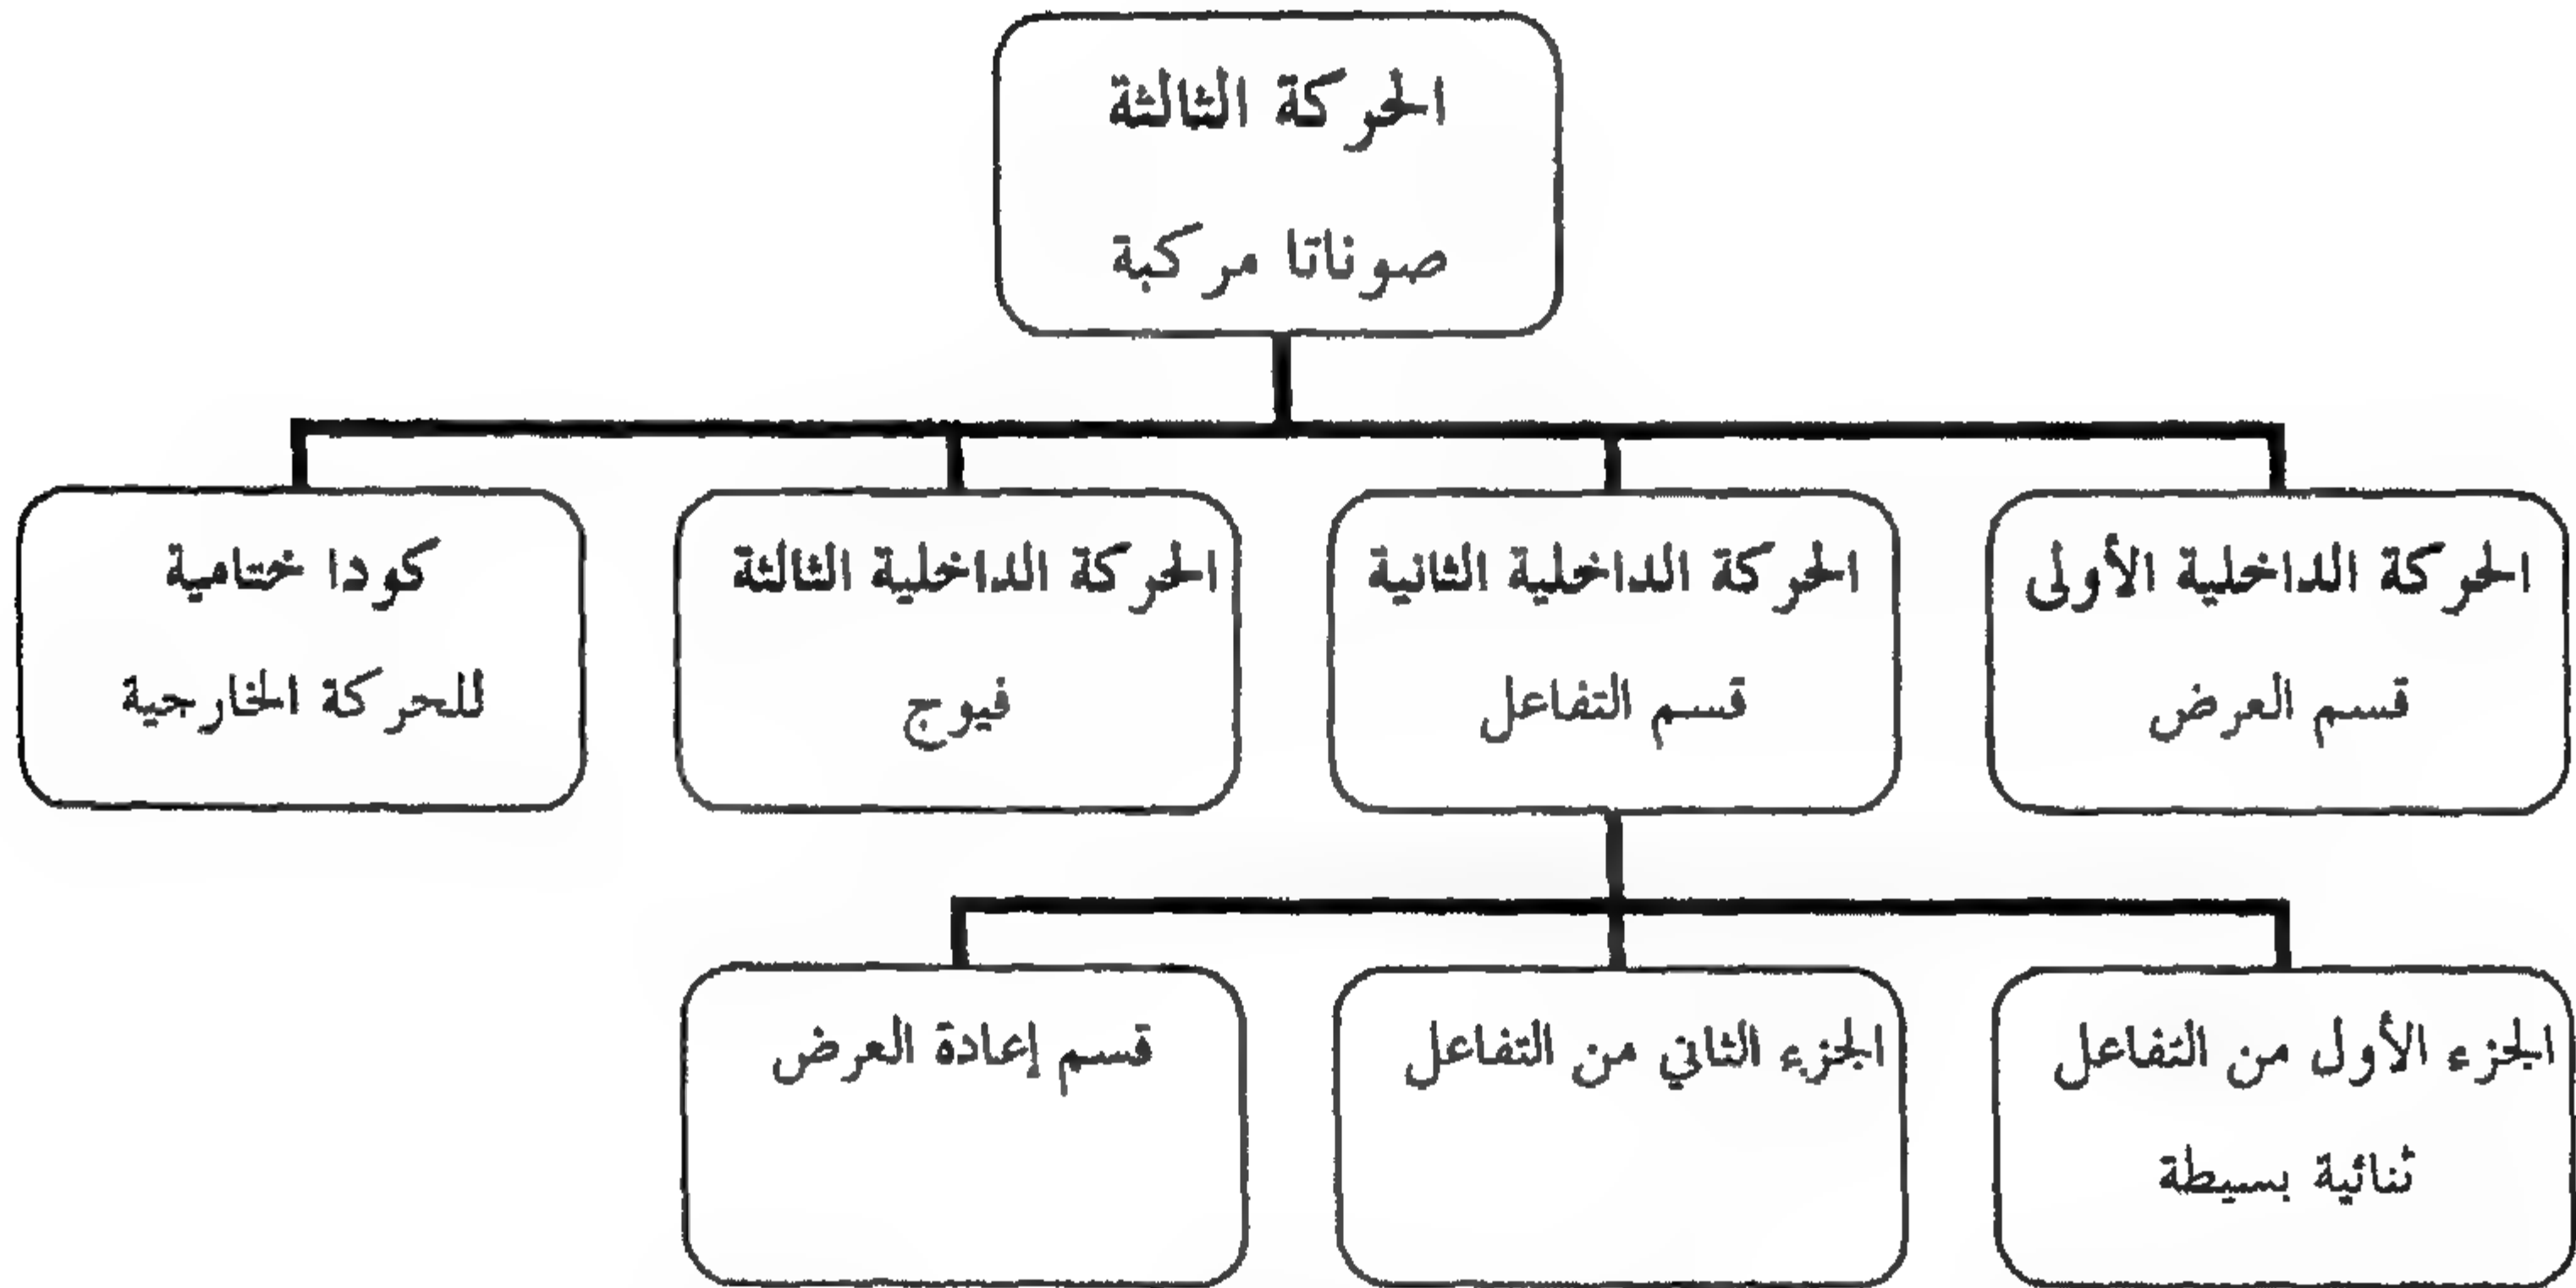 الحركة الثالثة
صوناتا مركبة
الحركة الداخلية الأولى
قسم العرض
الحركة الداخلية الثانية
قسم التفاعل
الحركة الداخلية الثالثة
فيوج
كودا ختامية
للحركة الخارجية
الجزء الأول من التفاعل
ثنائية بسيطة
الجزء الثاني من التفاعل
قسم إعادة العرض